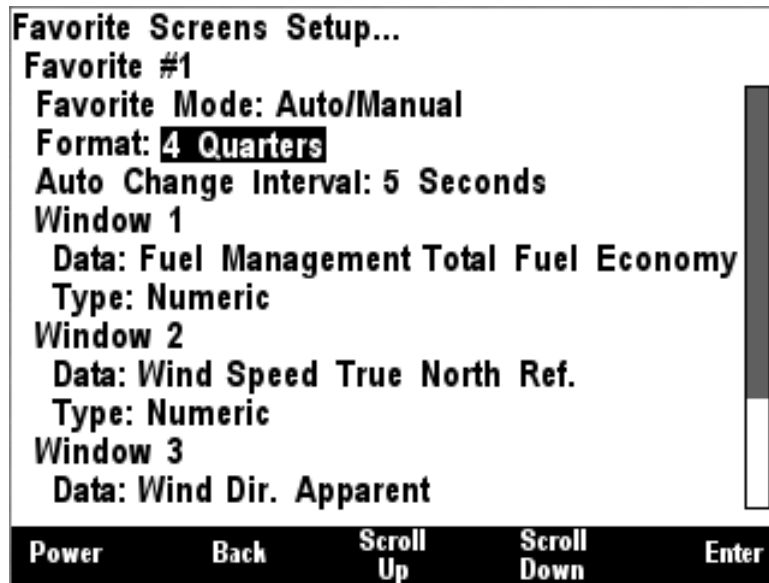 Favorite Screens Setup...
Favorite #1
Favorite Mode: Auto/Manual
Format: 4 Quarters
Auto Change Interval: 5 Seconds
Window 1
Data: Fuel Management Total Fuel Economy
Type: Numeric
Window 2
Data: Wind Speed True North Ref.
Type: Numeric
Window 3
Data: Wind Dir. Apparent
Power Back Scroll Up Scroll Down Enter